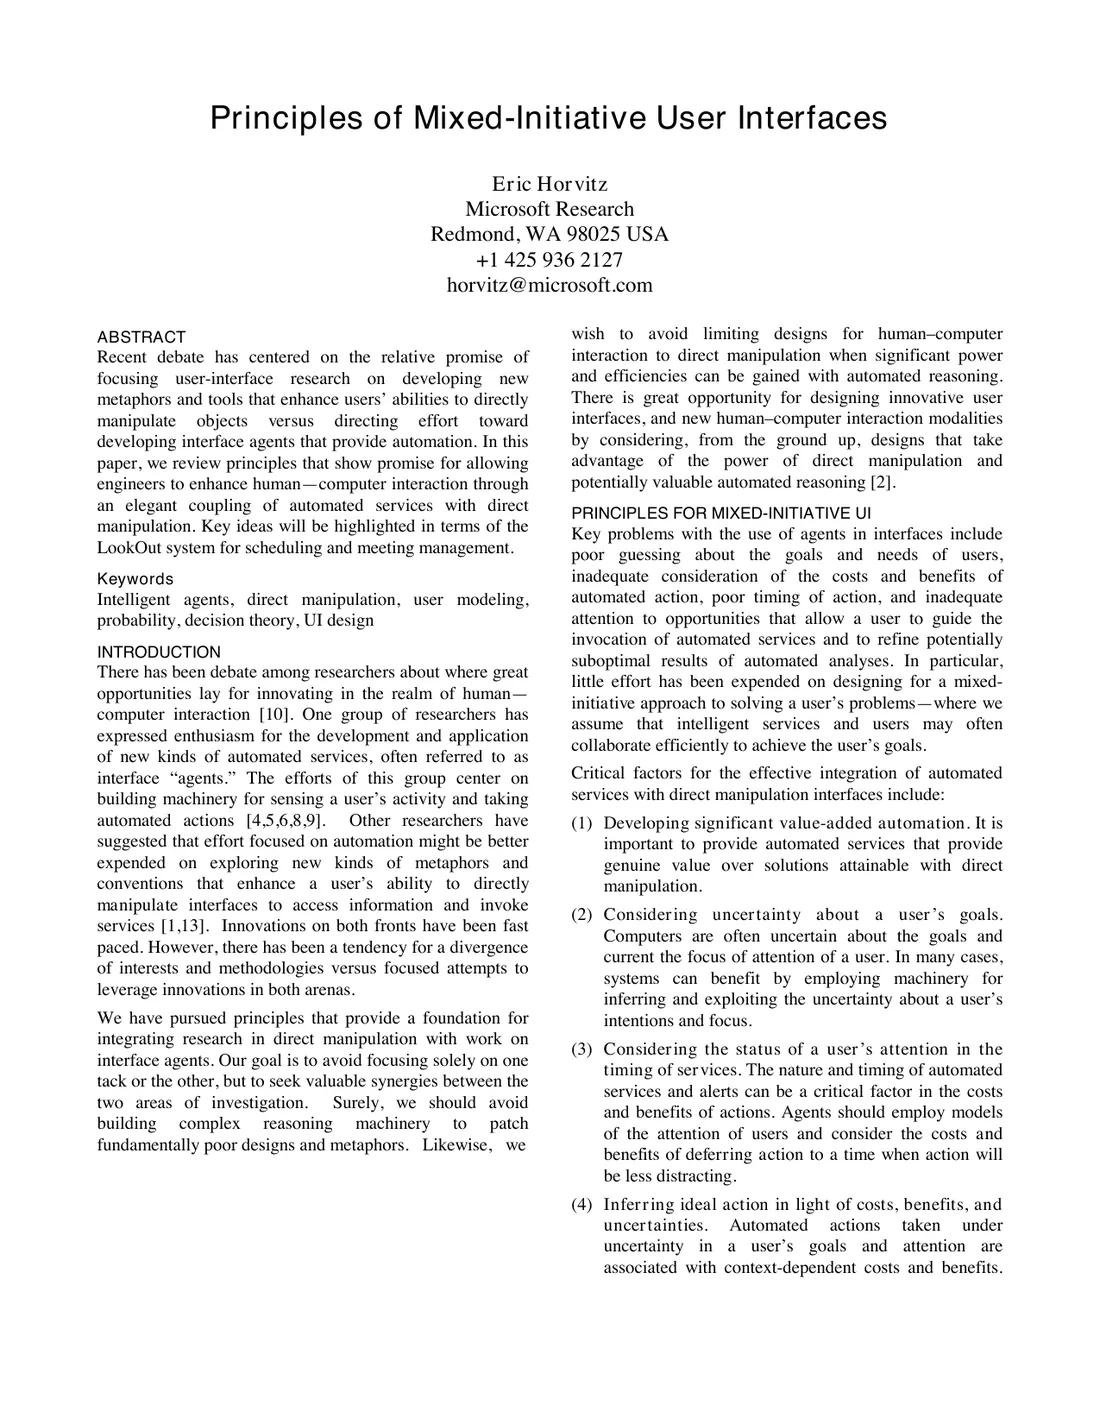 Principles of Mixed-Initiative User Interfaces
Eric Horvitz
Microsoft Research
Redmond, WA 98025 USA
+1 425 936 2127
horvitz@microsoft.com
ABSTRACT
Recent debate has centered on the relative promise of
focusing user-interface research on developing new
metaphors and tools that enhance users' abilities to directly
manipulate objects versus directing effort toward
developing interface agents that provide automation. In this
paper, we review principles that show promise for allowing
engineers to enhance human—computer interaction through
an elegant coupling of automated services with direct
manipulation. Key ideas will be highlighted in terms of the
LookOut system for scheduling and meeting management.
Keywords
Intelligent agents, direct manipulation, user modeling,
probability, decision theory, UI design
INTRODUCTION
There has been debate among researchers about where great
opportunities lay for innovating in the realm of human—
computer interaction [10]. One group of researchers has
expressed enthusiasm for the development and application
of new kinds of automated services, often referred to as
interface “agents.” The efforts of this group center on
building machinery for sensing a user's activity and taking
automated actions [4,5,6,8,9]. Other researchers have
suggested that effort focused on automation might be better
expended on exploring new kinds of metaphors and
conventions that enhance a user's ability to directly
manipulate interfaces to access information and invoke
services [1,13]. Innovations on both fronts have been fast
paced. However, there has been a tendency for a divergence
of interests and methodologies versus focused attempts to
leverage innovations in both arenas.
We have pursued principles that provide a foundation for
integrating research in direct manipulation with work on
interface agents. Our goal is to avoid focusing solely on one
tack or the other, but to seek valuable synergies between the
two areas of investigation. Surely, we should avoid
building complex reasoning machinery to patch
fundamentally poor designs and metaphors. Likewise, we
wish to avoid limiting designs for human–computer
interaction to direct manipulation when significant power
and efficiencies can be gained with automated reasoning.
There is great opportunity for designing innovative user
interfaces, and new human–computer interaction modalities
by considering, from the ground up, designs that take
advantage of the power of direct manipulation and
potentially valuable automated reasoning [2].
PRINCIPLES FOR MIXED-INITIATIVE UI
Key problems with the use of agents in interfaces include
poor guessing about the goals and needs of users,
inadequate consideration of the costs and benefits of
automated action, poor timing of action, and inadequate
attention to opportunities that allow a user to guide the
invocation of automated services and to refine potentially
suboptimal results of automated analyses. In particular,
little effort has been expended on designing for a mixed-
initiative approach to solving a user's problems—where we
assume that intelligent services and users may often
collaborate efficiently to achieve the user's goals.
Critical factors for the effective integration of automated
services with direct manipulation interfaces include:
(1) Developing significant value-added automation. It is
important to provide automated services that provide
genuine value over solutions attainable with direct
manipulation.
(2) Considering uncertainty about a user's goals.
Computers are often uncertain about the goals and
current the focus of attention of a user. In many cases,
systems can benefit by employing machinery for
inferring and exploiting the uncertainty about a user's
intentions and focus.
(3) Considering the status of a user's attention in the
timing of services. The nature and timing of automated
services and alerts can be a critical factor in the costs
and benefits of actions. Agents should employ models
of the attention of users and consider the costs and
benefits of deferring action to a time when action will
be less distracting.
(4) Inferring ideal action in light of costs, benefits, and
uncertainties. Automated actions taken under
uncertainty in a user's goals and attention are
associated with context-dependent costs and benefits.